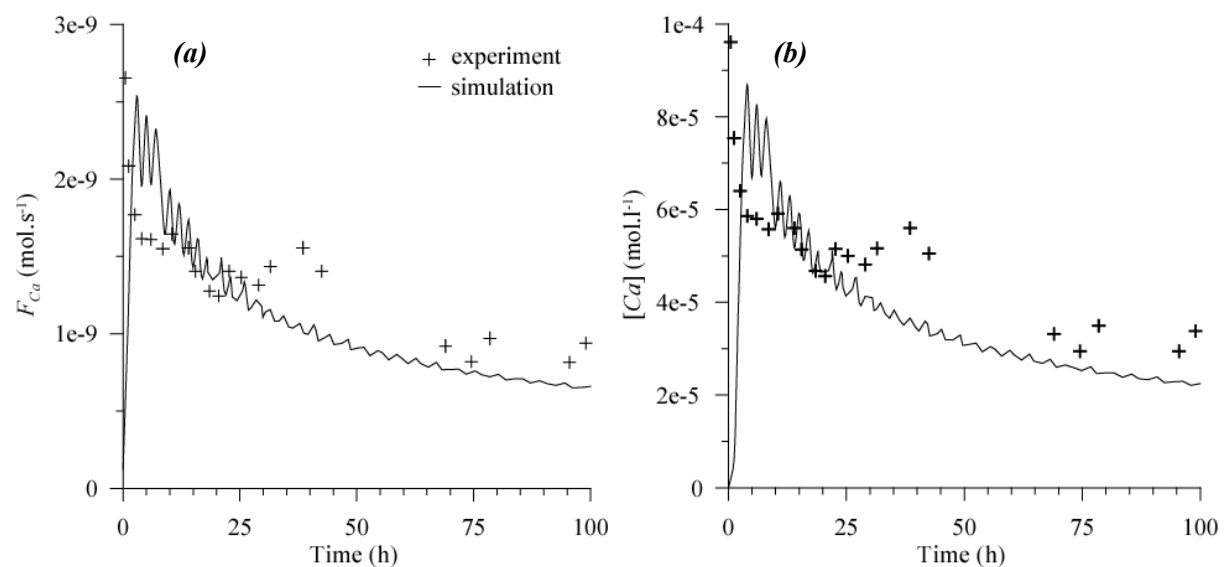 3e-9
(a)
+ experiment
— simulation
2e-9
1e-9
0
F_Ca (mol.s⁻¹)
0 25 50 75 100
Time (h)
1e-4
(b)
8e-5
6e-5
4e-5
2e-5
0
[Ca] (mol.l⁻¹)
0 25 50 75 100
Time (h)